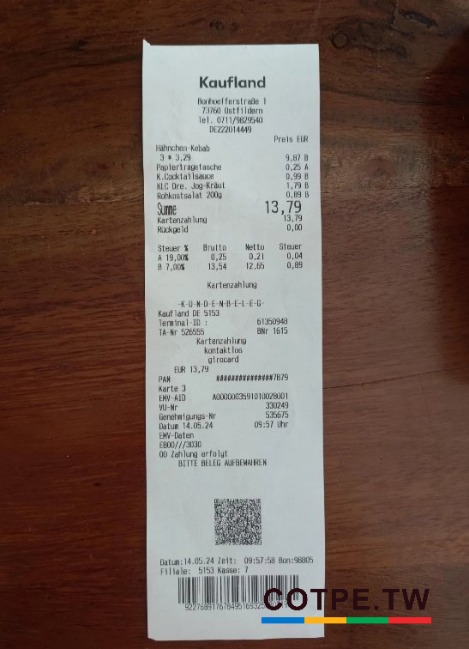 Kaufland
Bonhoefferstraße 1
73760 Ostfildern
Tel. 0711/9829540
DE222014449
Preis EUR
Hähnchen-Kebab
3 * 3,29 9,87 B
Papiertragetasche 0,25 A
K.Cocktailsauce 0,99 B
KLC Dre. Jog-Kräut 1,79 B
Rohkostsalat 200g 0,89 B
Summe 13,79
Kartenzahlung 13,79
Rückgeld 0,00
Steuer % Brutto Netto Steuer
A 19,00% 0,25 0,21 0,04
B 7,00% 13,54 12,65 0,89
Kartenzahlung
-K-U-N-D-E-N-B-E-L-E-G-
Kaufland DE 5153
Terminal-ID : 61350948
TA-Nr 526555 BNr 1615
Kartenzahlung
kontaktlos
girocard
EUR 13,79
PAN ###############7879
Karte 3
EMV-AID A0000003591010028001
VU-Nr 330249
Genehmigungs-Nr 535675
Datum 14.05.24 09:57 Uhr
EMV-Daten
E800///3030
00 Zahlung erfolgt
BITTE BELEG AUFBEWAHREN
Datum:14.05.24 Zeit: 09:57:58 Bon:98805
Filiale: 5153 Kasse: 7
COTPE.TW